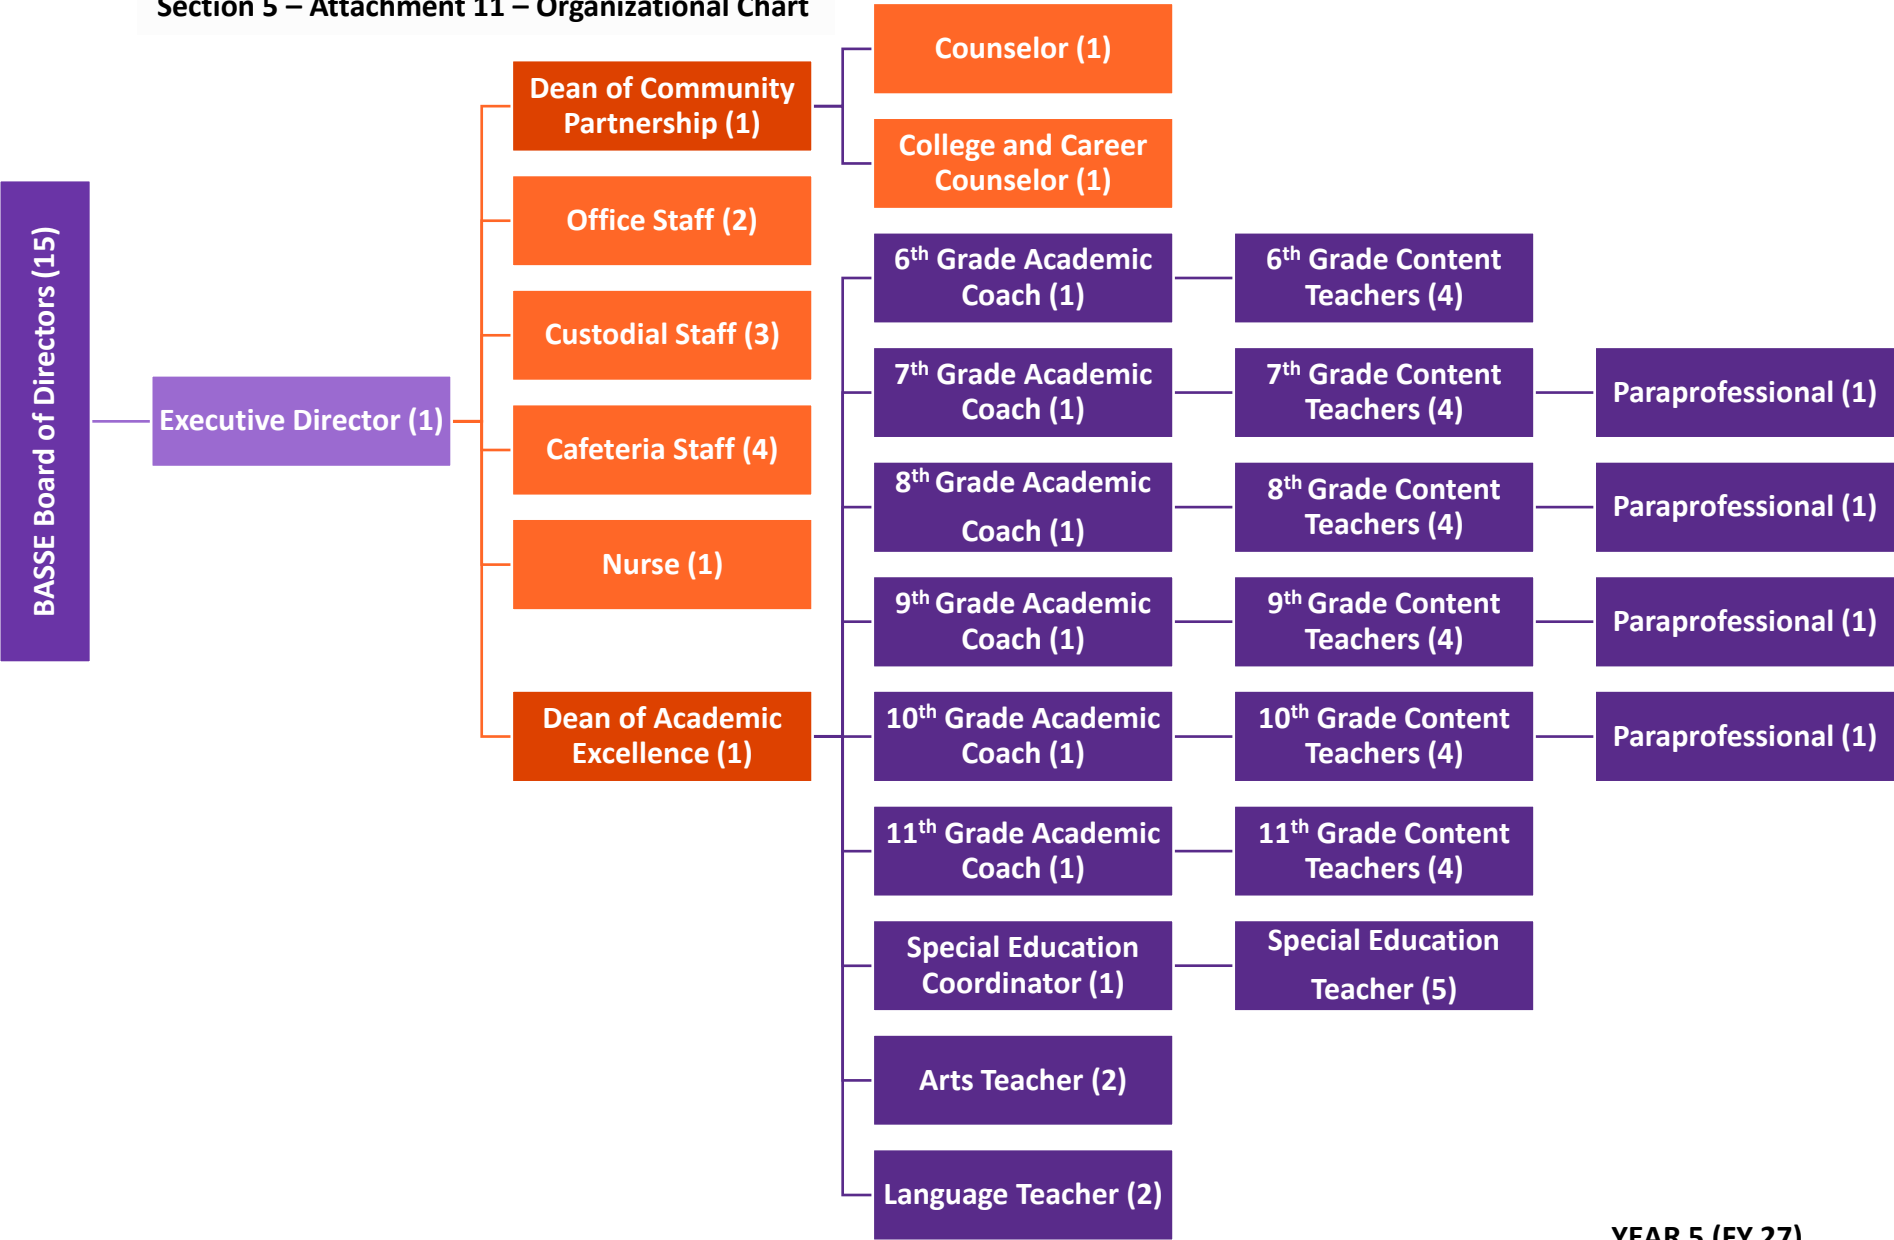 Section 5 – Attachment 11 – Organizational Chart
BASSE Board of Directors (15)
Executive Director (1)
Dean of Community
Partnership (1)
Office Staff (2)
Custodial Staff (3)
Cafeteria Staff (4)
Nurse (1)
Dean of Academic
Excellence (1)
Counselor (1)
College and Career
Counselor (1)
6th Grade Academic
Coach (1)
6th Grade Content
Teachers (4)
7th Grade Academic
Coach (1)
7th Grade Content
Teachers (4)
Paraprofessional (1)
8th Grade Academic
Coach (1)
8th Grade Content
Teachers (4)
Paraprofessional (1)
9th Grade Academic
Coach (1)
9th Grade Content
Teachers (4)
Paraprofessional (1)
10th Grade Academic
Coach (1)
10th Grade Content
Teachers (4)
Paraprofessional (1)
11th Grade Academic
Coach (1)
11th Grade Content
Teachers (4)
Special Education
Coordinator (1)
Special Education
Teacher (5)
Arts Teacher (2)
Language Teacher (2)
YEAR 5 (FY 27)